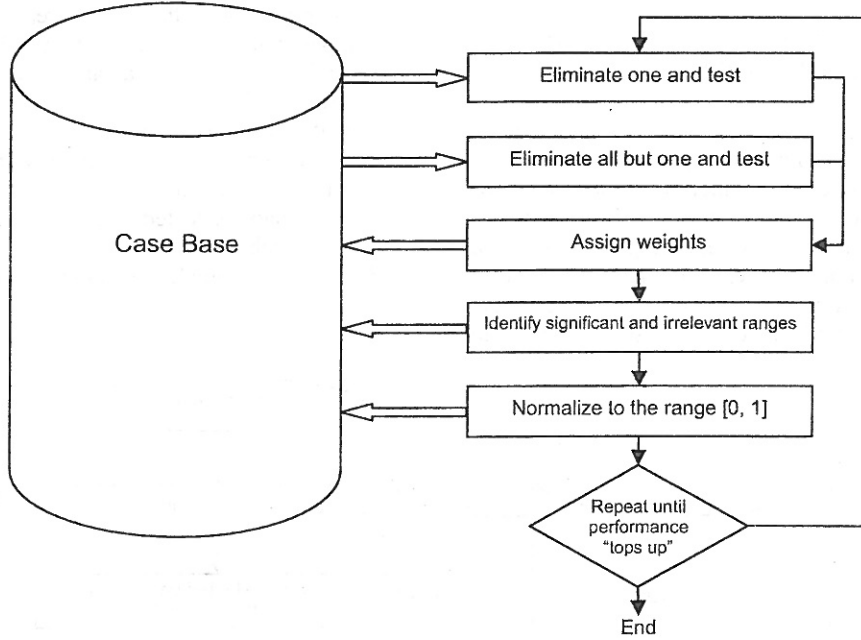 Case Base
Eliminate one and test
Eliminate all but one and test
Assign weights
Identify significant and irrelevant ranges
Normalize to the range [0, 1]
Repeat until
performance
“tops up”
End